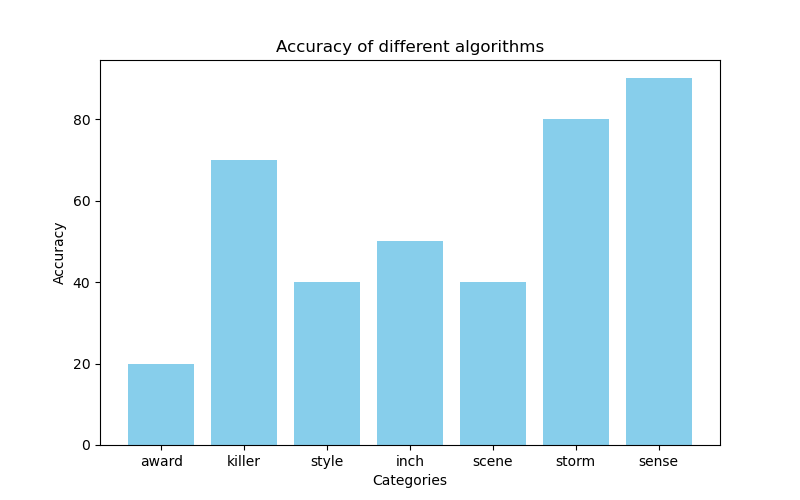 Accuracy of different algorithms
Accuracy
80
60
40
20
0
award killer style inch scene storm sense
Categories